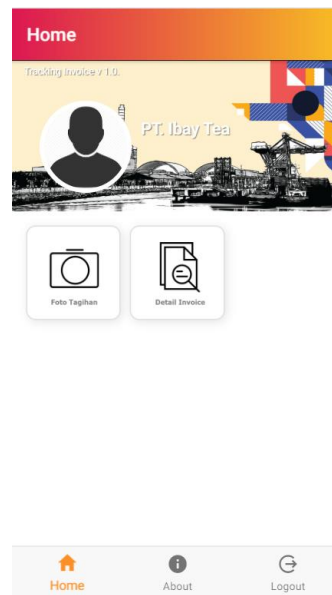 Home
Tracking Invoice v 1.0.
PT. Ibay Tea
Foto Tagihan
Detail Invoice
Home
About
Logout